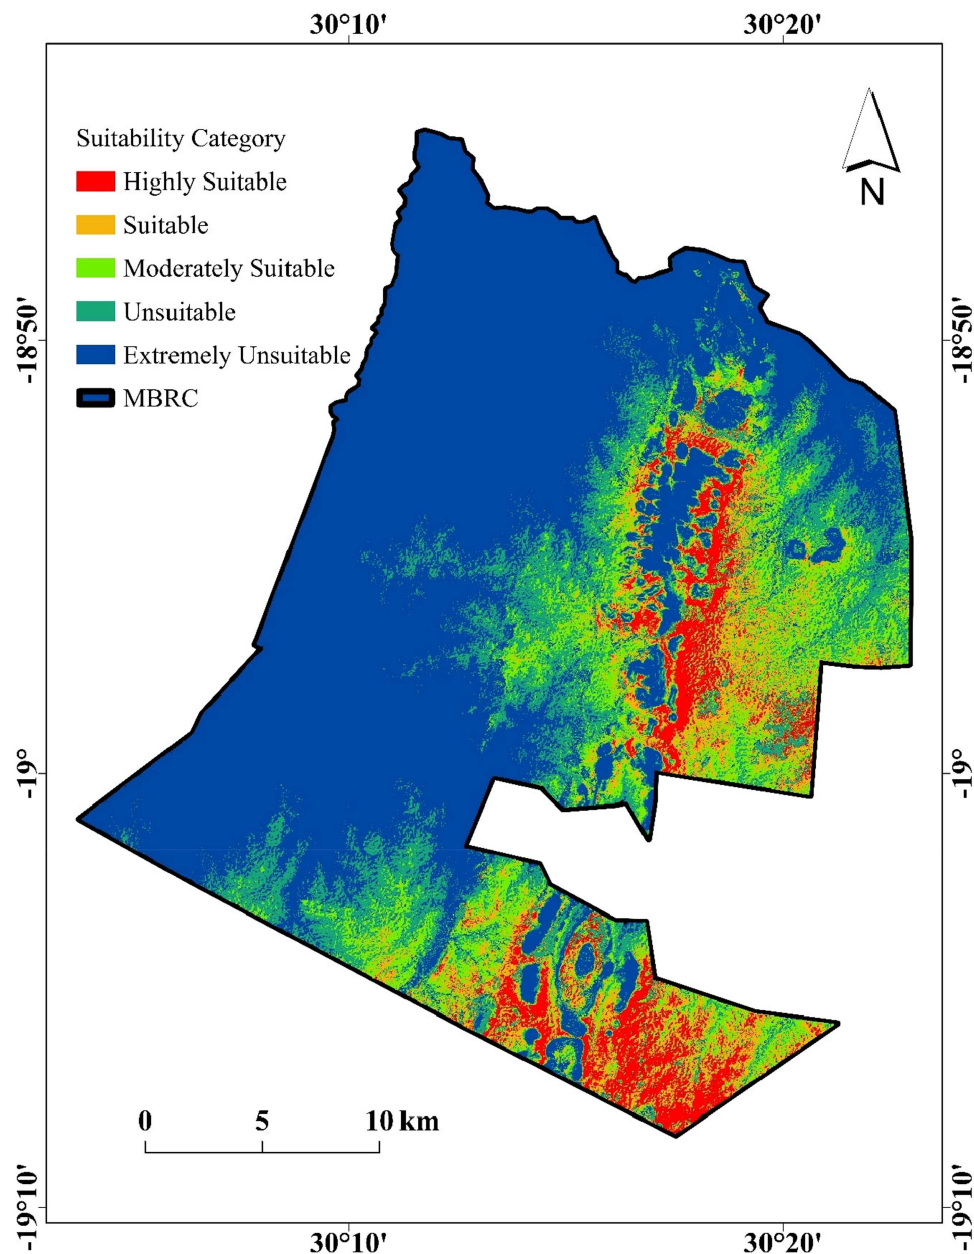 30°10' 30°20'
Suitability Category
Highly Suitable
Suitable
Moderately Suitable
Unsuitable
Extremely Unsuitable
MBRC
N
-18°50' -18°50'
-19° -19°
0 5 10 km
-19°10' -19°10'
30°10' 30°20'